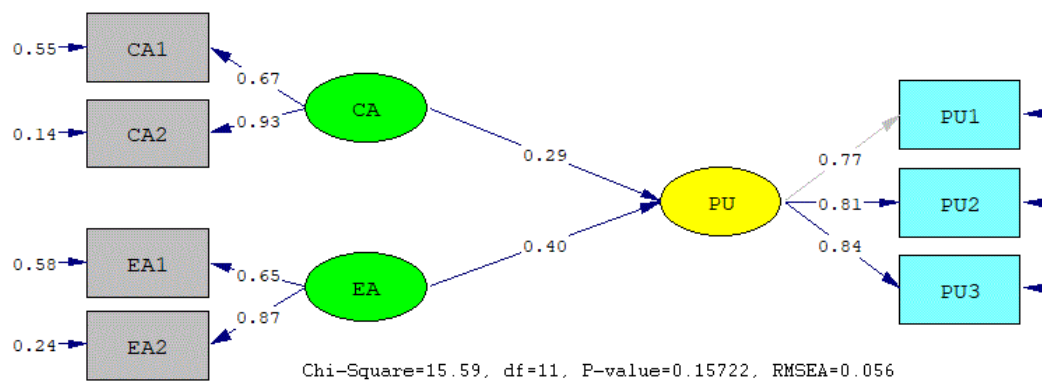 0.55
CA1
0.67
CA
0.14
CA2
0.93
0.29
PU1
0.77
PU
0.81
PU2
0.84
PU3
0.40
0.58
EA1
0.65
EA
0.24
EA2
0.87
Chi-Square=15.59, df=11, P-value=0.15722, RMSEA=0.056